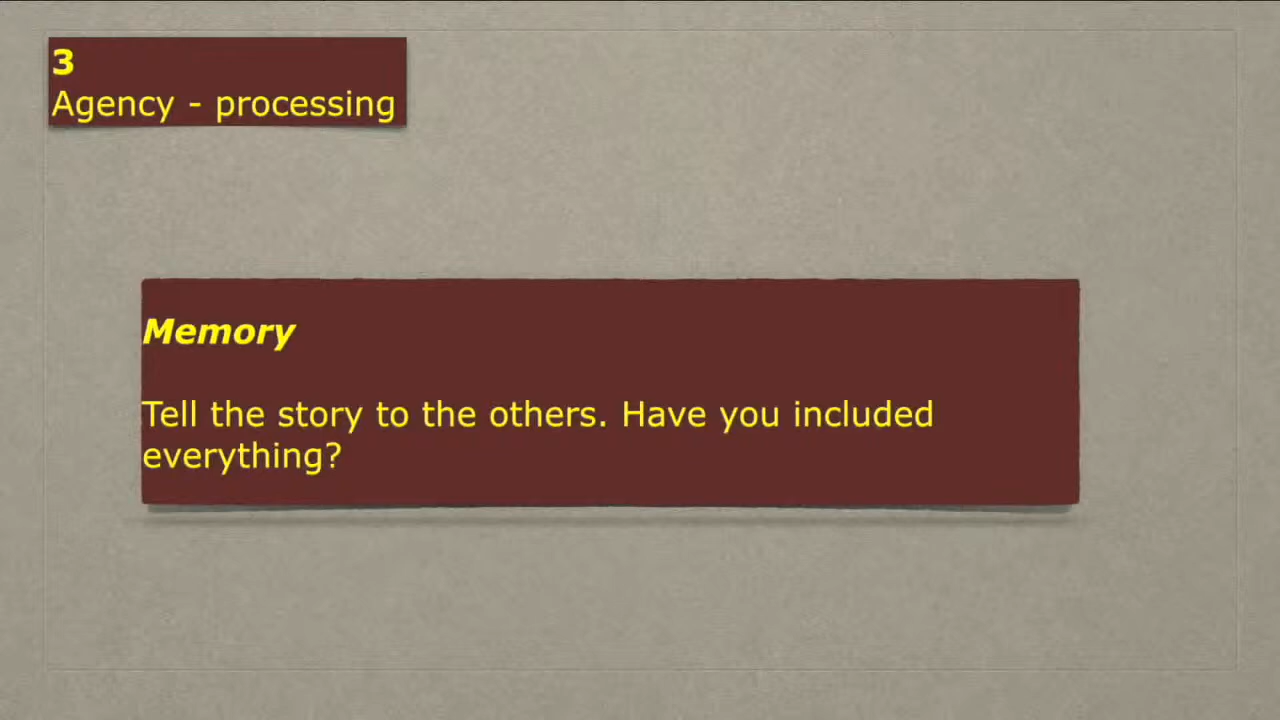 3
Agency - processing
Memory
Tell the story to the others. Have you included
everything?